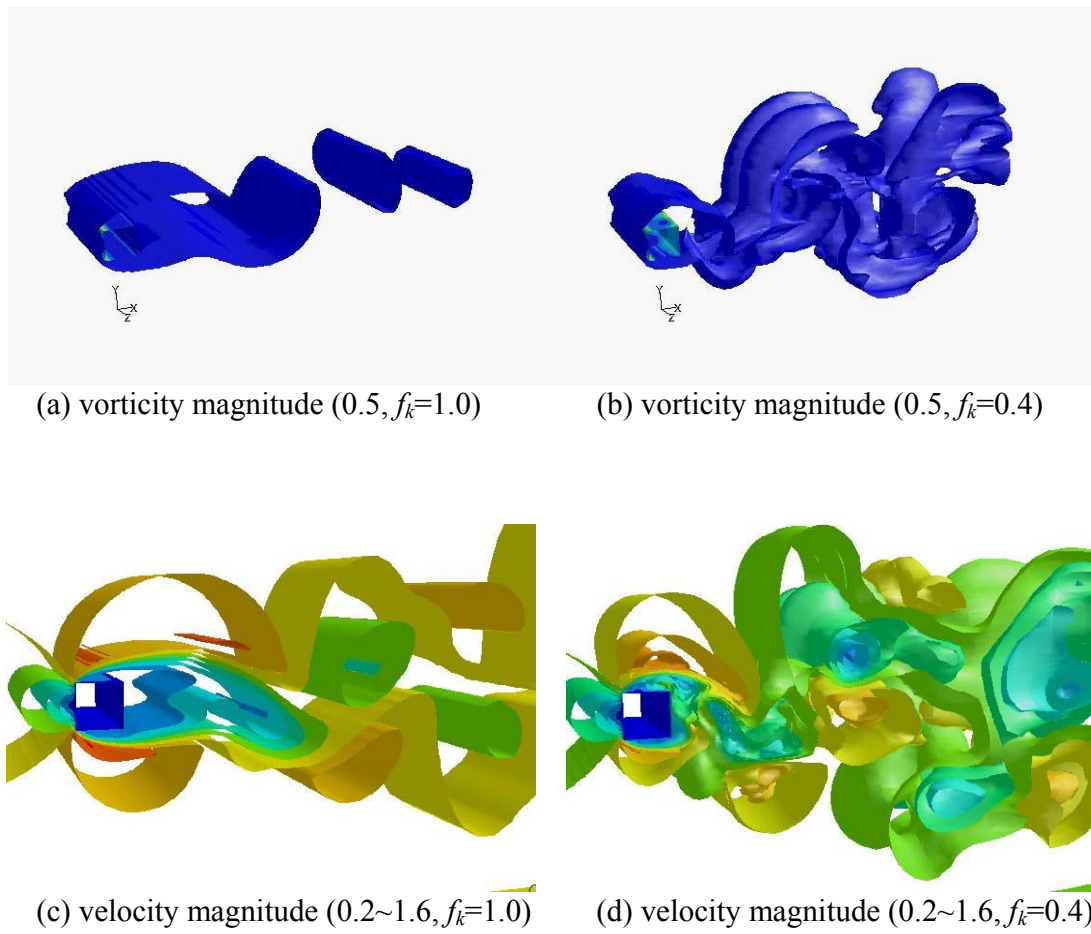 Y
X
Z
Y
X
Z
(a) vorticity magnitude (0.5, fk=1.0)
(b) vorticity magnitude (0.5, fk=0.4)
(c) velocity magnitude (0.2~1.6, fk=1.0)
(d) velocity magnitude (0.2~1.6, fk=0.4)